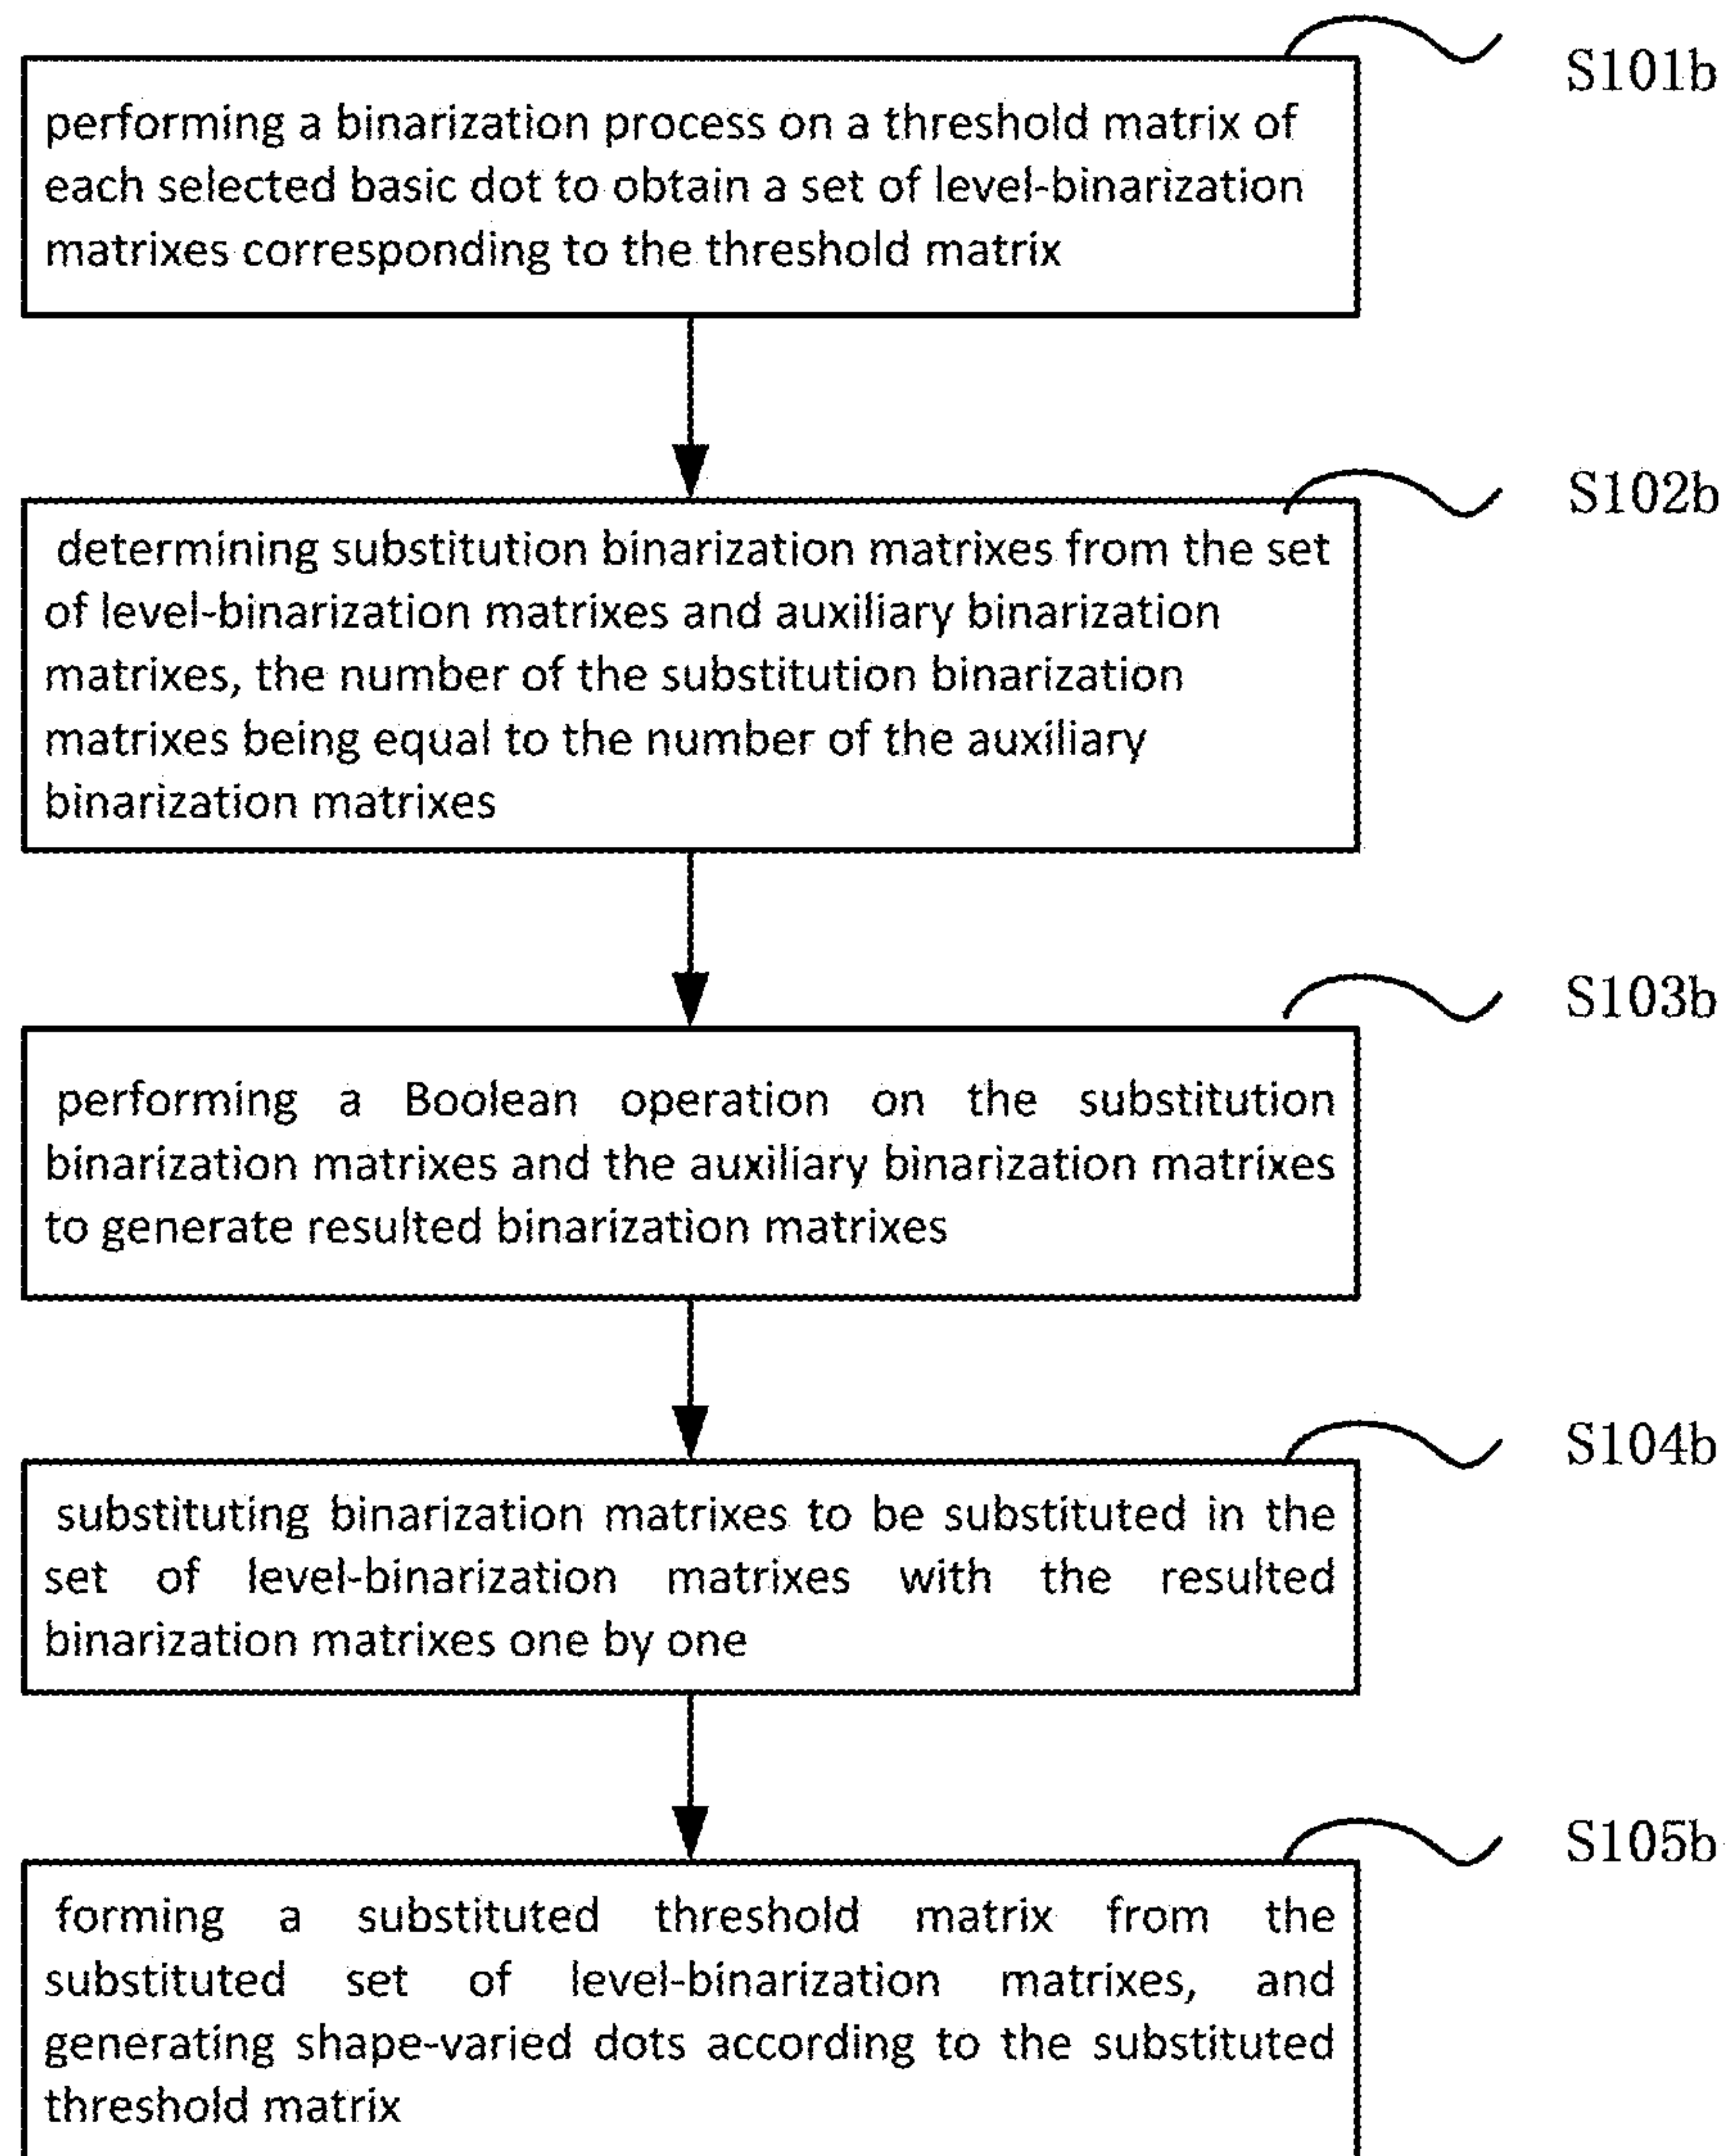 S101b
performing a binarization process on a threshold matrix of
each selected basic dot to obtain a set of level-binarization
matrixes corresponding to the threshold matrix
S102b
determining substitution binarization matrixes from the set
of level-binarization matrixes and auxiliary binarization
matrixes, the number of the substitution binarization
matrixes being equal to the number of the auxiliary
binarization matrixes
S103b
performing a Boolean operation on the substitution
binarization matrixes and the auxiliary binarization matrixes
to generate resulted binarization matrixes
S104b
substituting binarization matrixes to be substituted in the
set of level-binarization matrixes with the resulted
binarization matrixes one by one
S105b
forming a substituted threshold matrix from the
substituted set of level-binarization matrixes, and
generating shape-varied dots according to the substituted
threshold matrix